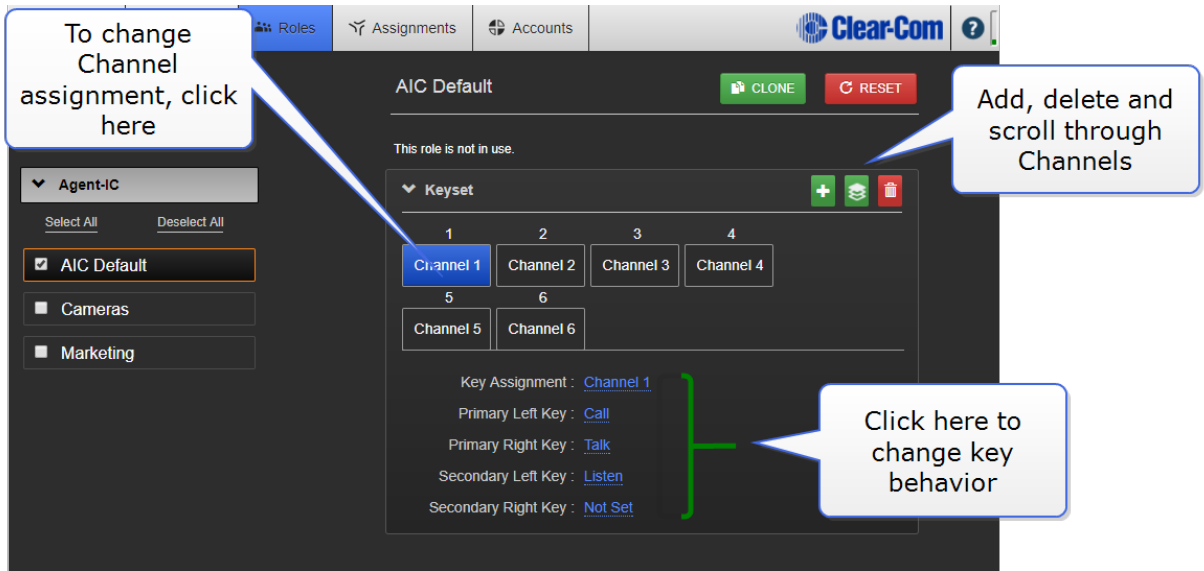 To change
Channel
assignment, click
here
Roles
Assignments
Accounts
Clear-Com
?
AIC Default
CLONE
RESET
Add, delete and
scroll through
Channels
This role is not in use.
Agent-IC
Select All Deselect All
AIC Default
Cameras
Marketing
Keyset
1 2 3 4
Channel 1 Channel 2 Channel 3 Channel 4
5 6
Channel 5 Channel 6
Key Assignment : Channel 1
Primary Left Key : Call
Primary Right Key : Talk
Secondary Left Key : Listen
Secondary Right Key : Not Set
Click here to
change key
behavior